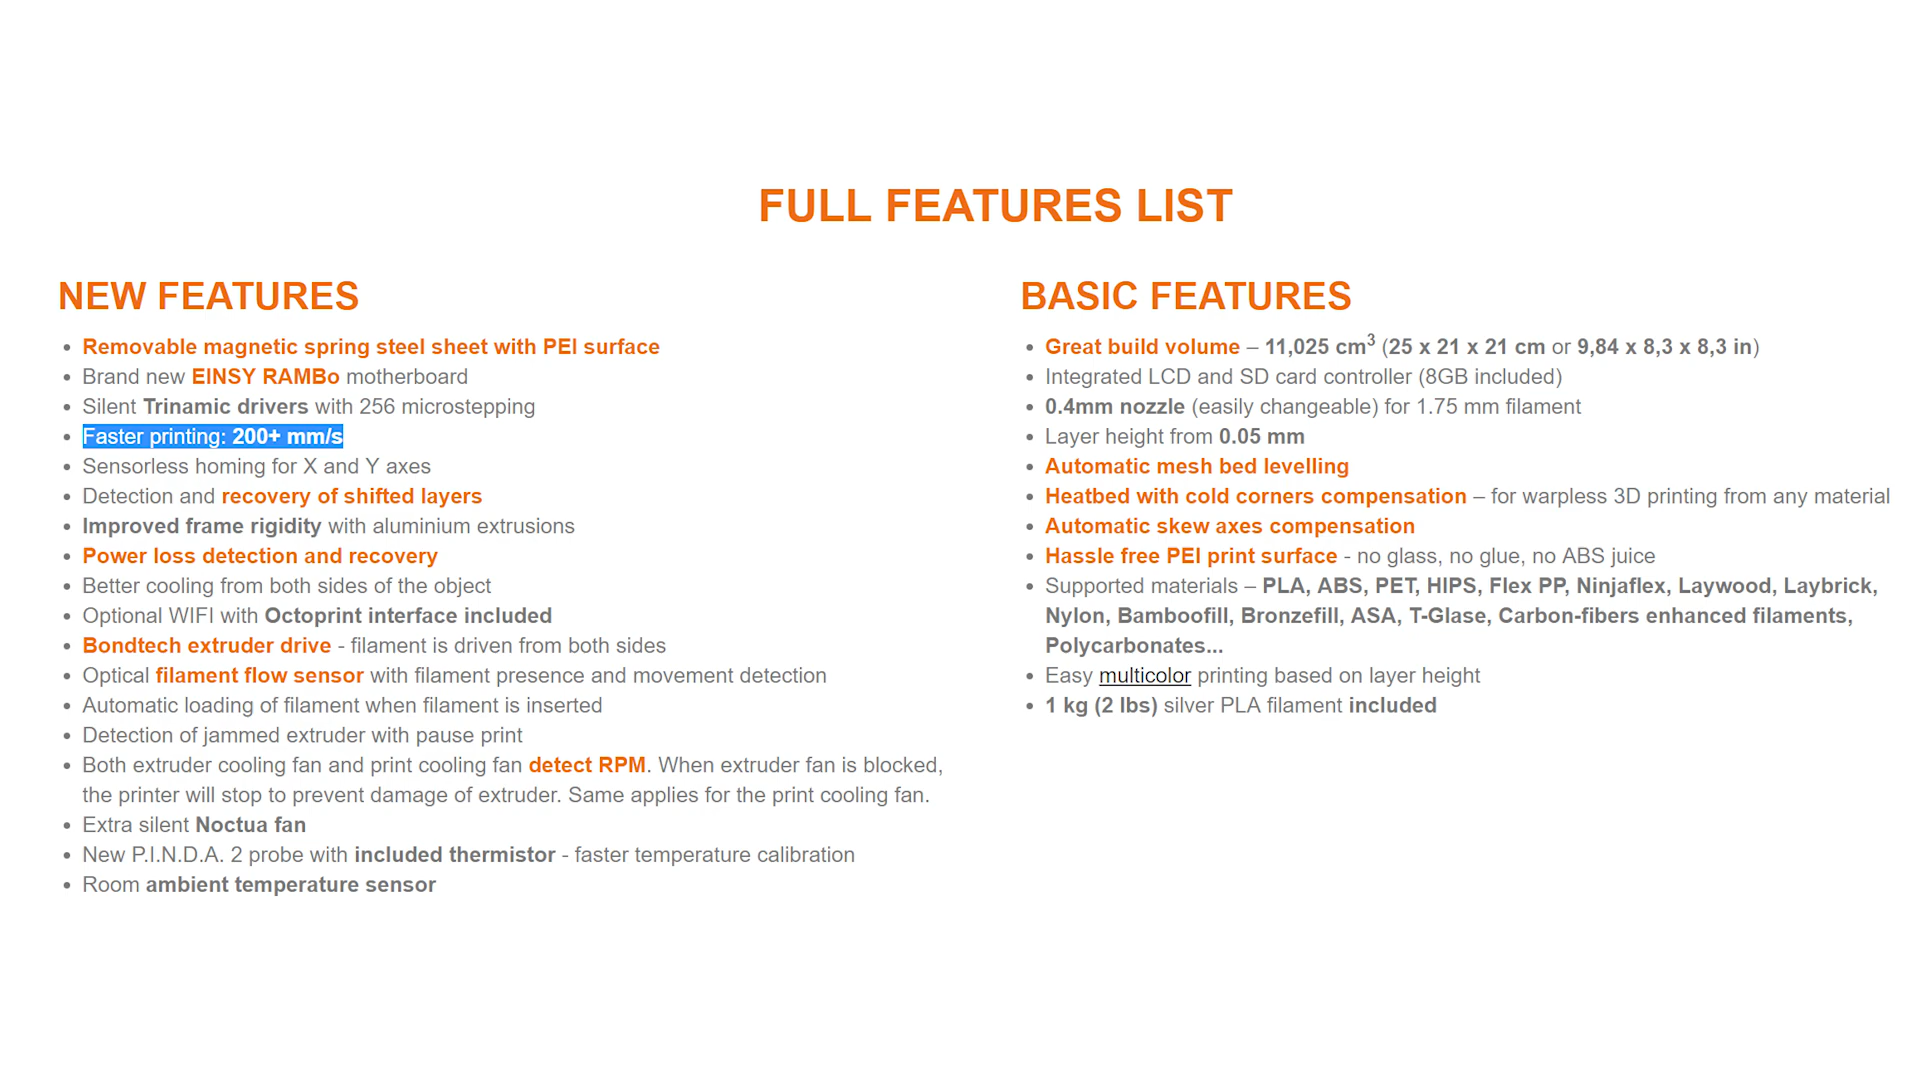 FULL FEATURES LIST
NEW FEATURES
Removable magnetic spring steel sheet with PEI surface
Brand new EINSY RAMBo motherboard
Silent Trinamic drivers with 256 microstepping
Faster printing: 200+ mm/s
Sensorless homing for X and Y axes
Detection and recovery of shifted layers
Improved frame rigidity with aluminium extrusions
Power loss detection and recovery
Better cooling from both sides of the object
Optional WIFI with Octoprint interface included
Bondtech extruder drive - filament is driven from both sides
Optical filament flow sensor with filament presence and movement detection
Automatic loading of filament when filament is inserted
Detection of jammed extruder with pause print
Both extruder cooling fan and print cooling fan detect RPM. When extruder fan is blocked,
the printer will stop to prevent damage of extruder. Same applies for the print cooling fan.
Extra silent Noctua fan
New P.I.N.D.A. 2 probe with included thermistor - faster temperature calibration
Room ambient temperature sensor
BASIC FEATURES
Great build volume – 11,025 cm³ (25 x 21 x 21 cm or 9,84 x 8,3 x 8,3 in)
Integrated LCD and SD card controller (8GB included)
0.4mm nozzle (easily changeable) for 1.75 mm filament
Layer height from 0.05 mm
Automatic mesh bed levelling
Heatbed with cold corners compensation – for warpless 3D printing from any material
Automatic skew axes compensation
Hassle free PEI print surface - no glass, no glue, no ABS juice
Supported materials – PLA, ABS, PET, HIPS, Flex PP, Ninjaflex, Laywood, Laybrick,
Nylon, Bamboofill, Bronzefill, ASA, T-Glase, Carbon-fibers enhanced filaments,
Polycarbonates...
Easy multicolor printing based on layer height
1 kg (2 lbs) silver PLA filament included